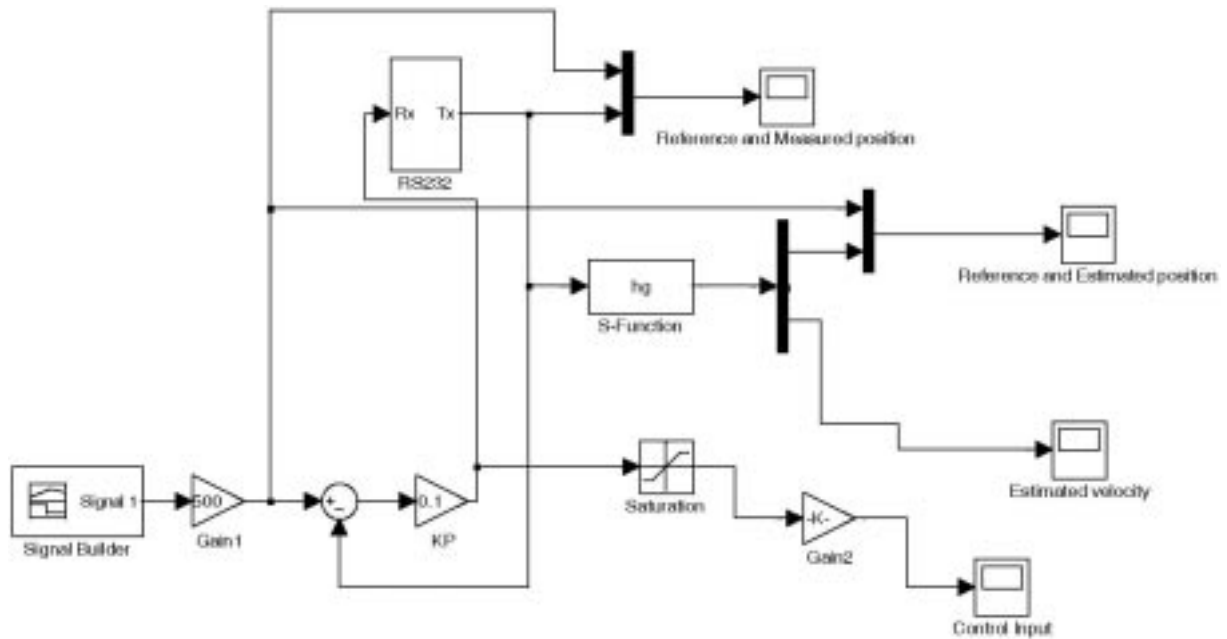 Rx Tx
RS232
Reference and Measured position
Reference and Estimated position
hg
S-Function
Estimated velocity
Signal 1
Signal Builder
500
Gain1
+
-
0.1
KP
Saturation
-K-
Gain2
Control Input